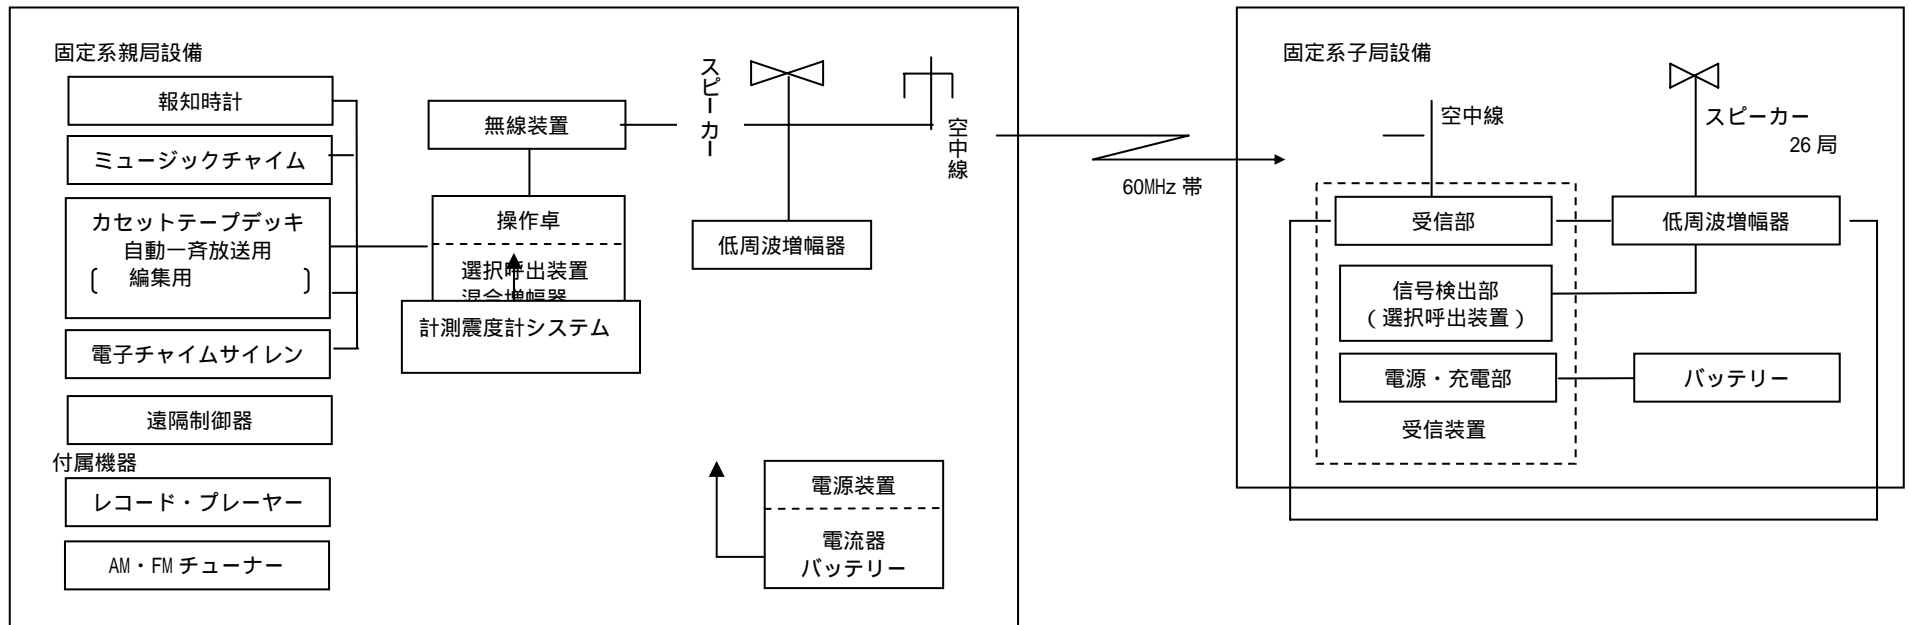 固定系親局設備
報知時計
ミュージックチャイム
カセットテープデッキ
自動一斉放送用
〔 編集用 〕
電子チャイムサイレン
遠隔制御器
付属機器
レコード・プレーヤー
AM・FMチューナー
無線装置
操作卓
選択呼出装置
混合増幅器
計測震度計システム
スピーカー
低周波増幅器
空中線
電源装置
電流器
バッテリー
60MHz 帯
固定系子局設備
空中線
スピーカー
26 局
受信部
低周波増幅器
信号検出部
(選択呼出装置)
電源・充電部
バッテリー
受信装置